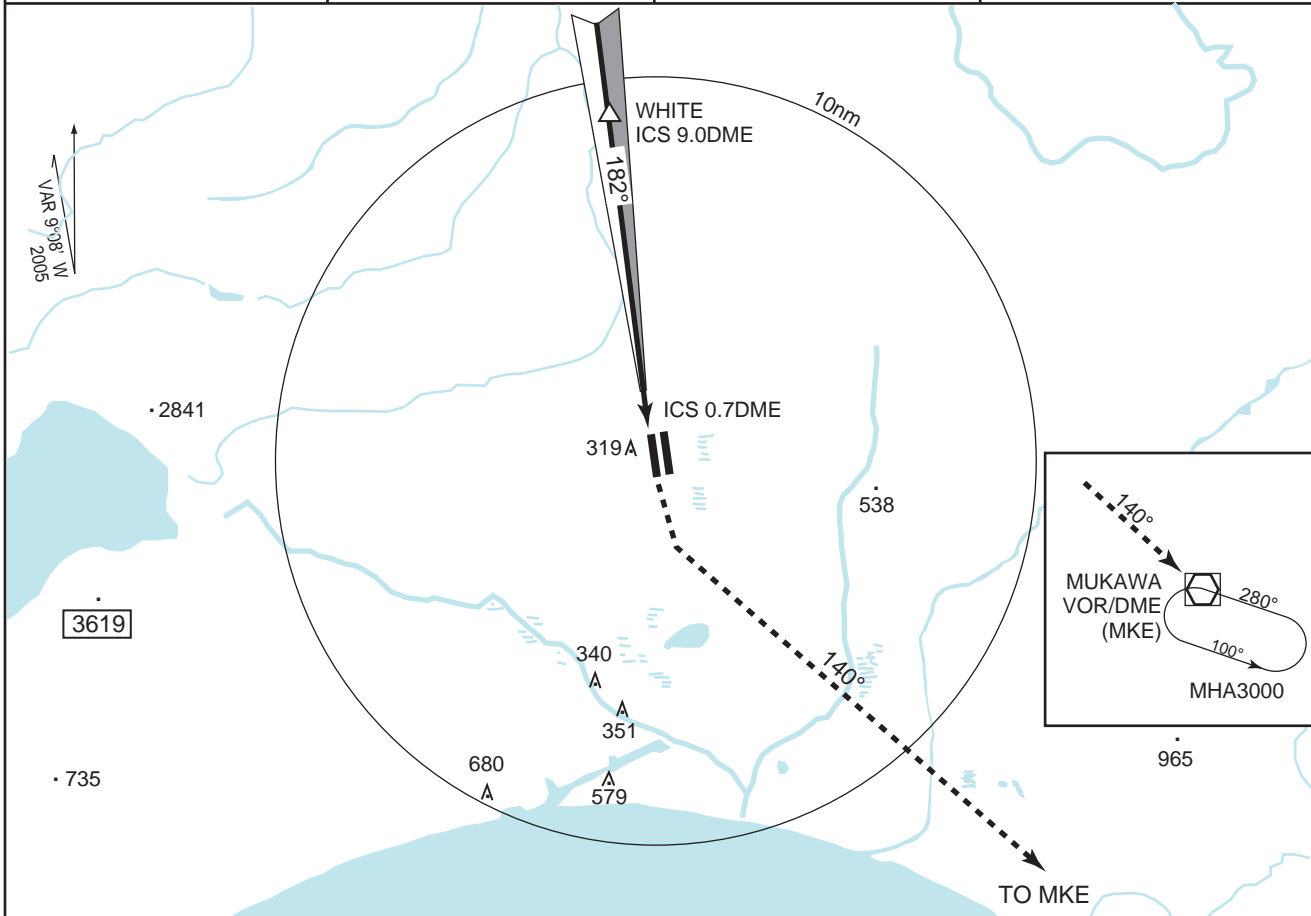 10nm
WHITE
ICS 9.0DME
182°
VAR 9°08' W
2005
2841
ICS 0.7DME
319
538
3619
140°
MUKAWA
VOR/DME
(MKE)
280°
100°
MHA3000
340
351
140°
680
579
735
965
TO MKE